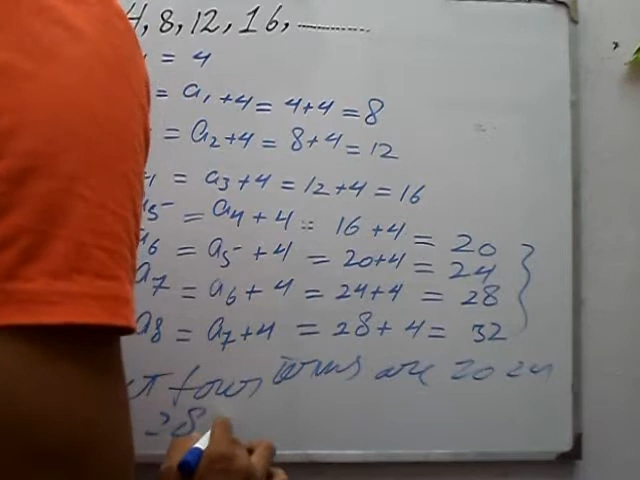 4, 8, 12, 16, ............
= 4
= a₁ + 4 = 4+4 = 8
= a₂ + 4 = 8 + 4 = 12
= a₃ + 4 = 12 + 4 = 16
a₅ = a₄ + 4 = 16 + 4 = 20
a₆ = a₅ + 4 = 20+4 = 24
a₇ = a₆ + 4 = 24+4 = 28
a₈ = a₇ + 4 = 28 + 4 = 32
four terms are 20 24
28